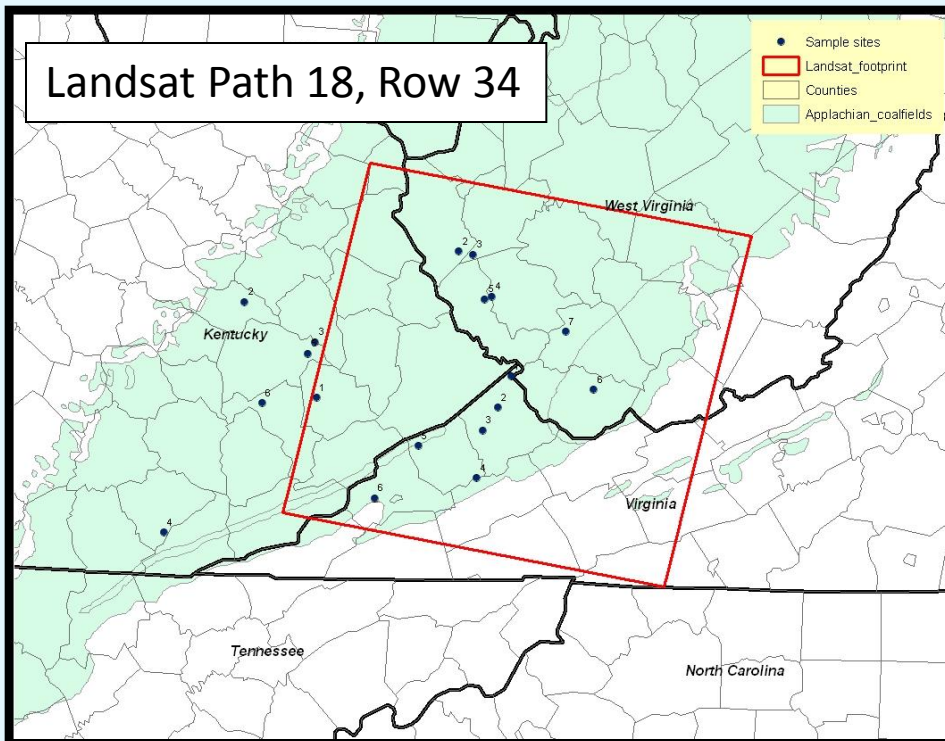 Landsat Path 18, Row 34
Sample sites
Landsat_footprint
Counties
Applachian_coalfields
West Virginia
2 3
5 4
2
7
Kentucky
3
6
1
6
2
3
5
4
6
Virginia
4
Tennessee
North Carolina